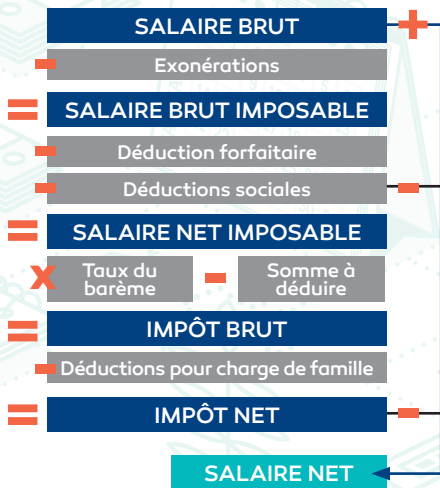 SALAIRE BRUT
+
- Exonérations
= SALAIRE BRUT IMPOSABLE
- Déduction forfaitaire
- Déductions sociales -
= SALAIRE NET IMPOSABLE
x Taux du
barème
- Somme à
déduire
= IMPÔT BRUT
- Déductions pour charge de famille
= IMPÔT NET -
SALAIRE NET